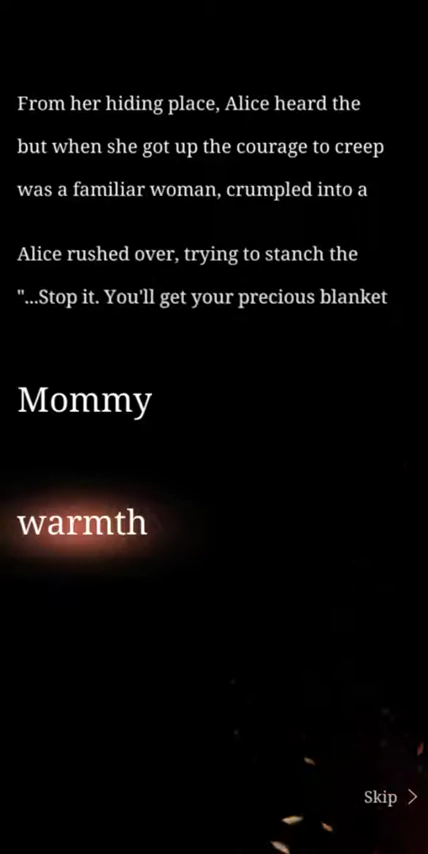 From her hiding place, Alice heard the
but when she got up the courage to creep
was a familiar woman, crumpled into a
Alice rushed over, trying to stanch the
"...Stop it. You'll get your precious blanket
Mommy
warmth
Skip